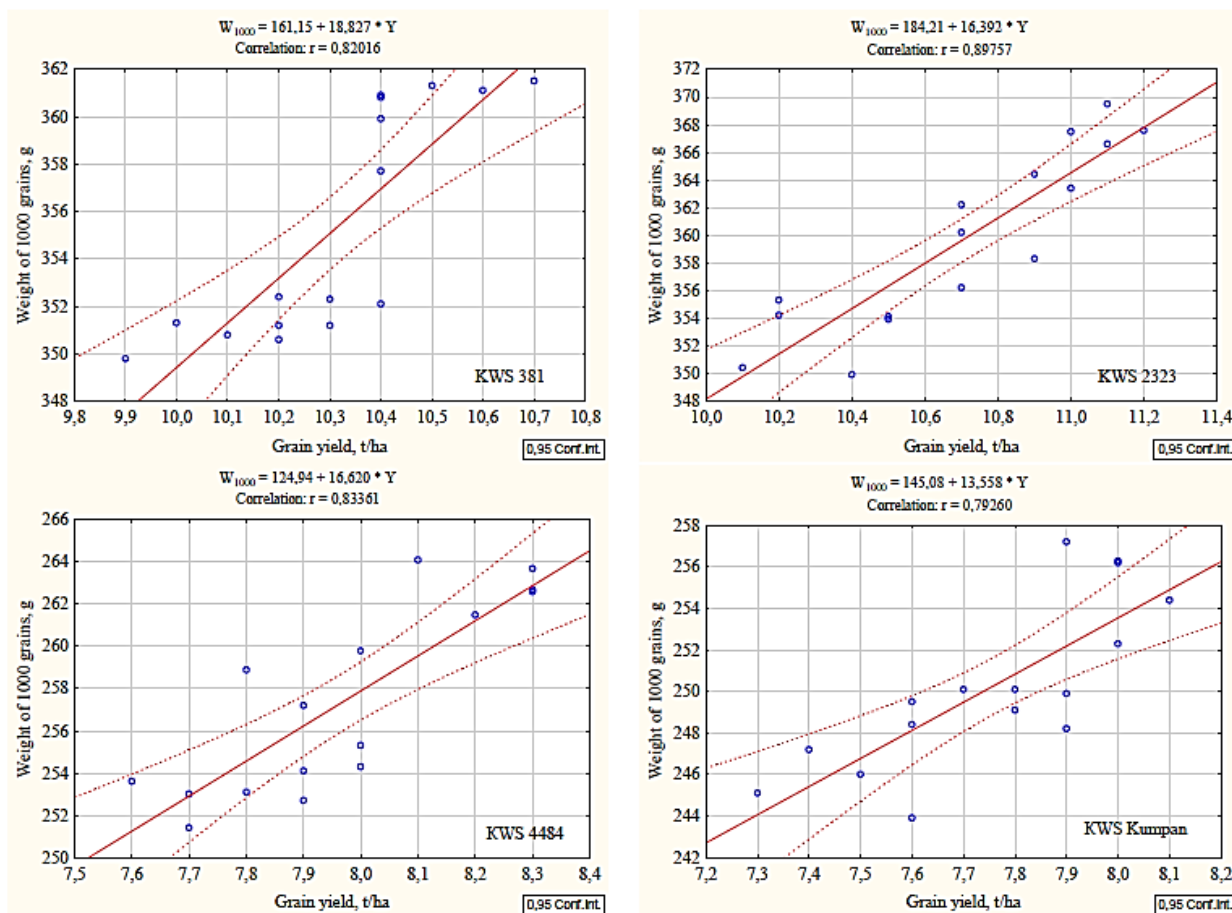 W1000 = 161,15 + 18,827 * Y
Correlation: r = 0,82016
Weight of 1000 grains, g
362
360
358
356
354
352
350
348
KWS 381
9,8 9,9 10,0 10,1 10,2 10,3 10,4 10,5 10,6 10,7 10,8
Grain yield, t/ha
0,95 Conf.Int.
W1000 = 184,21 + 16,392 * Y
Correlation: r = 0,89757
Weight of 1000 grains, g
372
370
368
366
364
362
360
358
356
354
352
350
348
KWS 2323
10,0 10,2 10,4 10,6 10,8 11,0 11,2 11,4
Grain yield, t/ha
0,95 Conf.Int.
W1000 = 124,94 + 16,620 * Y
Correlation: r = 0,83361
Weight of 1000 grains, g
266
264
262
260
258
256
254
252
250
KWS 4484
7,5 7,6 7,7 7,8 7,9 8,0 8,1 8,2 8,3 8,4
Grain yield, t/ha
0,95 Conf.Int.
W1000 = 145,08 + 13,558 * Y
Correlation: r = 0,79260
Weight of 1000 grains, g
258
256
254
252
250
248
246
244
242
KWS Kumpan
7,2 7,3 7,4 7,5 7,6 7,7 7,8 7,9 8,0 8,1 8,2
Grain yield, t/ha
0,95 Conf.Int.